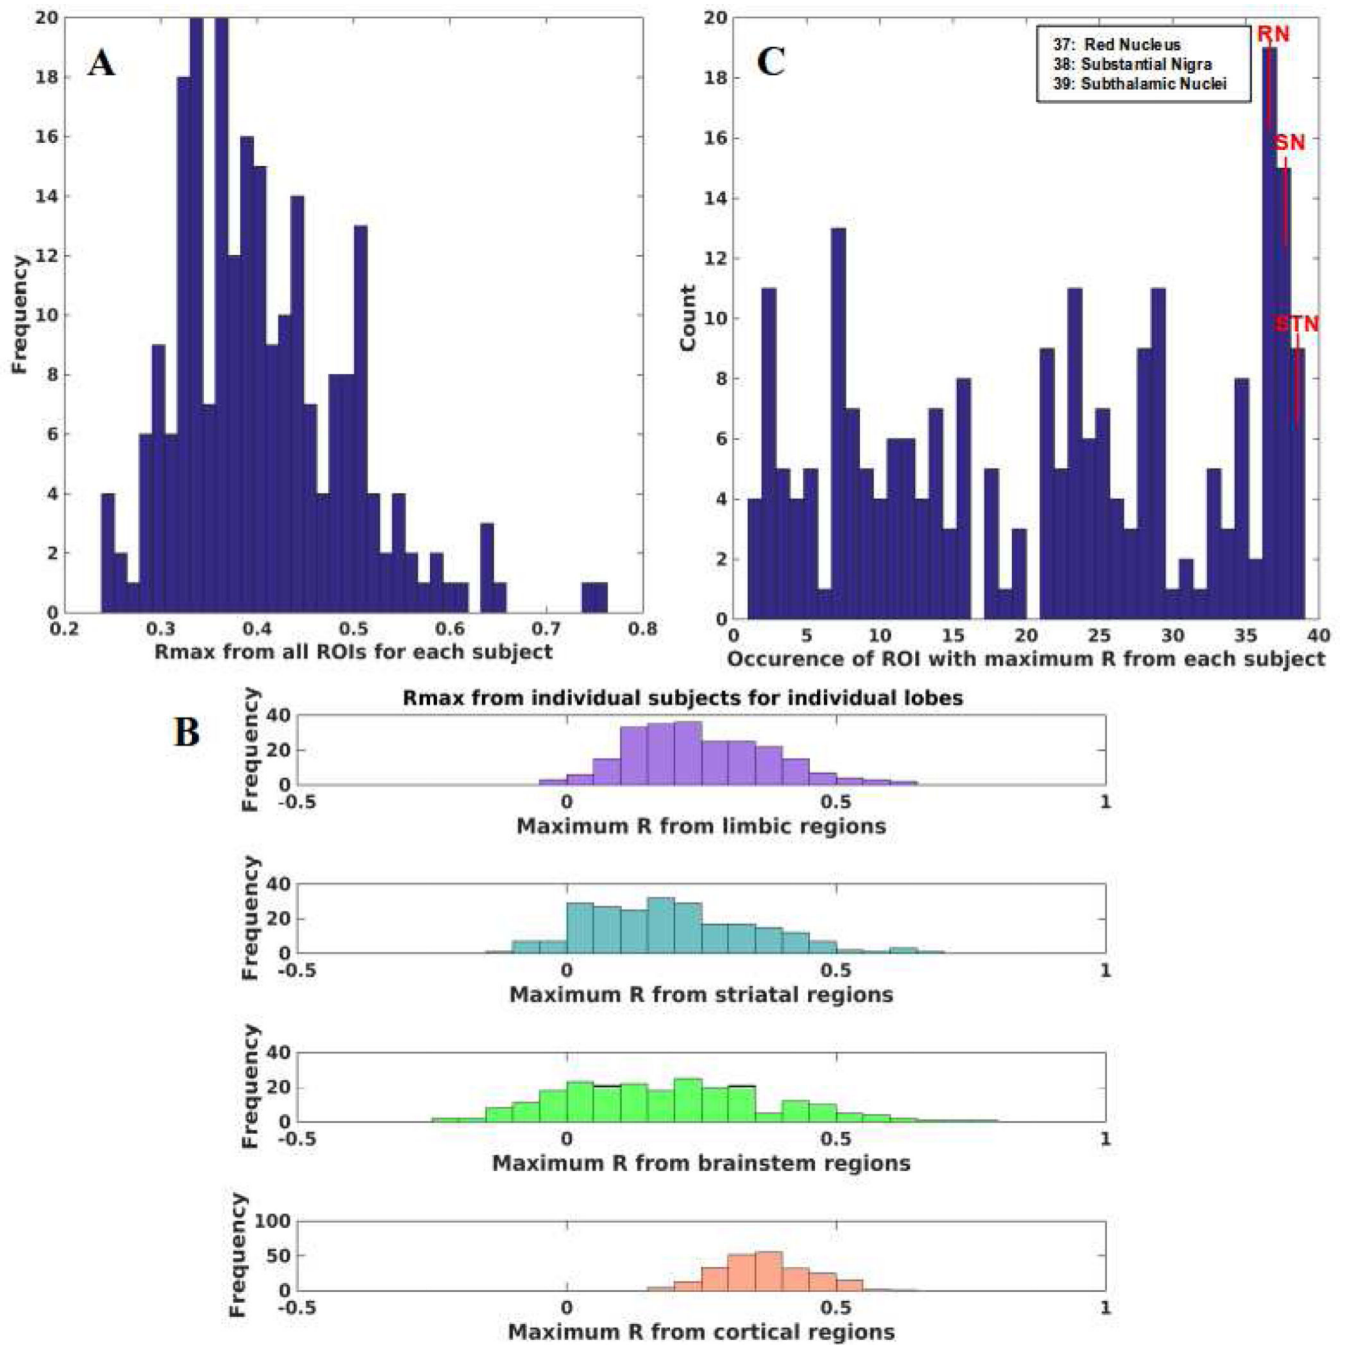 A
20
18
16
14
12
10
8
6
4
2
0
Frequency
0.2 0.3 0.4 0.5 0.6 0.7 0.8
Rmax from all ROIs for each subject
C
37: Red Nucleus
38: Substantial Nigra
39: Subthalamic Nuclei
RN
SN
STN
20
18
16
14
12
10
8
6
4
2
0
Count
0 5 10 15 20 25 30 35 40
Occurence of ROI with maximum R from each subject
B
Rmax from individual subjects for individual lobes
40
20
0
Frequency
-0.5 0 0.5 1
Maximum R from limbic regions
40
20
0
Frequency
-0.5 0 0.5 1
Maximum R from striatal regions
40
20
0
Frequency
-0.5 0 0.5 1
Maximum R from brainstem regions
100
50
0
Frequency
-0.5 0 0.5 1
Maximum R from cortical regions